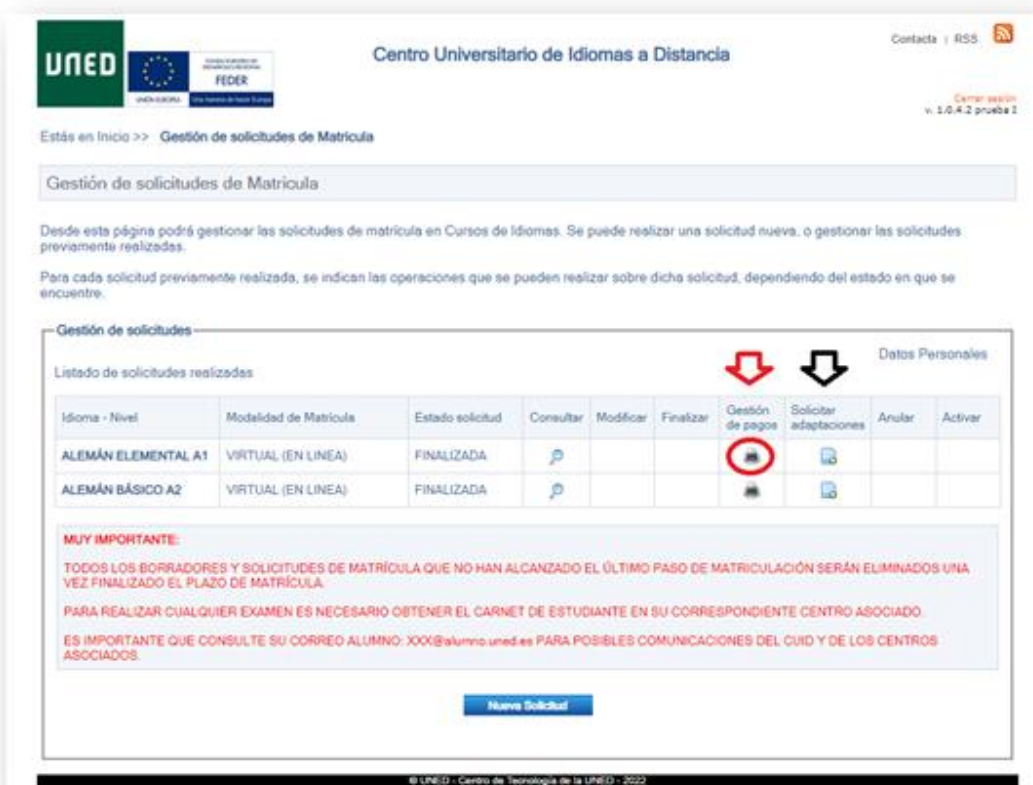 UNED
FEDER
UNIÓN EUROPEA
Centro Universitario de Idiomas a Distancia
Contacta | RSS
Cerrar sesión
v. 1.0.4.2 prueba I
Estás en Inicio >> Gestión de solicitudes de Matricula
Gestión de solicitudes de Matricula
Desde esta página podrá gestionar las solicitudes de matrícula en Cursos de Idiomas. Se puede realizar una solicitud nueva, o gestionar las solicitudes
previamente realizadas.
Para cada solicitud previamente realizada, se indican las operaciones que se pueden realizar sobre dicha solicitud, dependiendo del estado en que se
encuentre.
Gestión de solicitudes
Datos Personales
Listado de solicitudes realizadas
Idioma - Nivel Modalidad de Matrícula Estado solicitud Consultar Modificar Finalizar Gestión de pagos Solicitar adaptaciones Anular Activar
ALEMÁN ELEMENTAL A1 VIRTUAL (EN LINEA) FINALIZADA
ALEMÁN BÁSICO A2 VIRTUAL (EN LINEA) FINALIZADA
MUY IMPORTANTE:
TODOS LOS BORRADORES Y SOLICITUDES DE MATRÍCULA QUE NO HAN ALCANZADO EL ÚLTIMO PASO DE MATRICULACIÓN SERÁN ELIMINADOS UNA
VEZ FINALIZADO EL PLAZO DE MATRÍCULA.
PARA REALIZAR CUALQUIER EXAMEN ES NECESARIO OBTENER EL CARNET DE ESTUDIANTE EN SU CORRESPONDIENTE CENTRO ASOCIADO.
ES IMPORTANTE QUE CONSULTE SU CORREO ALUMNO: XXX@alumno.uned.es PARA POSIBLES COMUNICACIONES DEL CUID Y DE LOS CENTROS
ASOCIADOS.
Nueva Solicitud
© UNED - Centro de Tecnología de la UNED - 2022